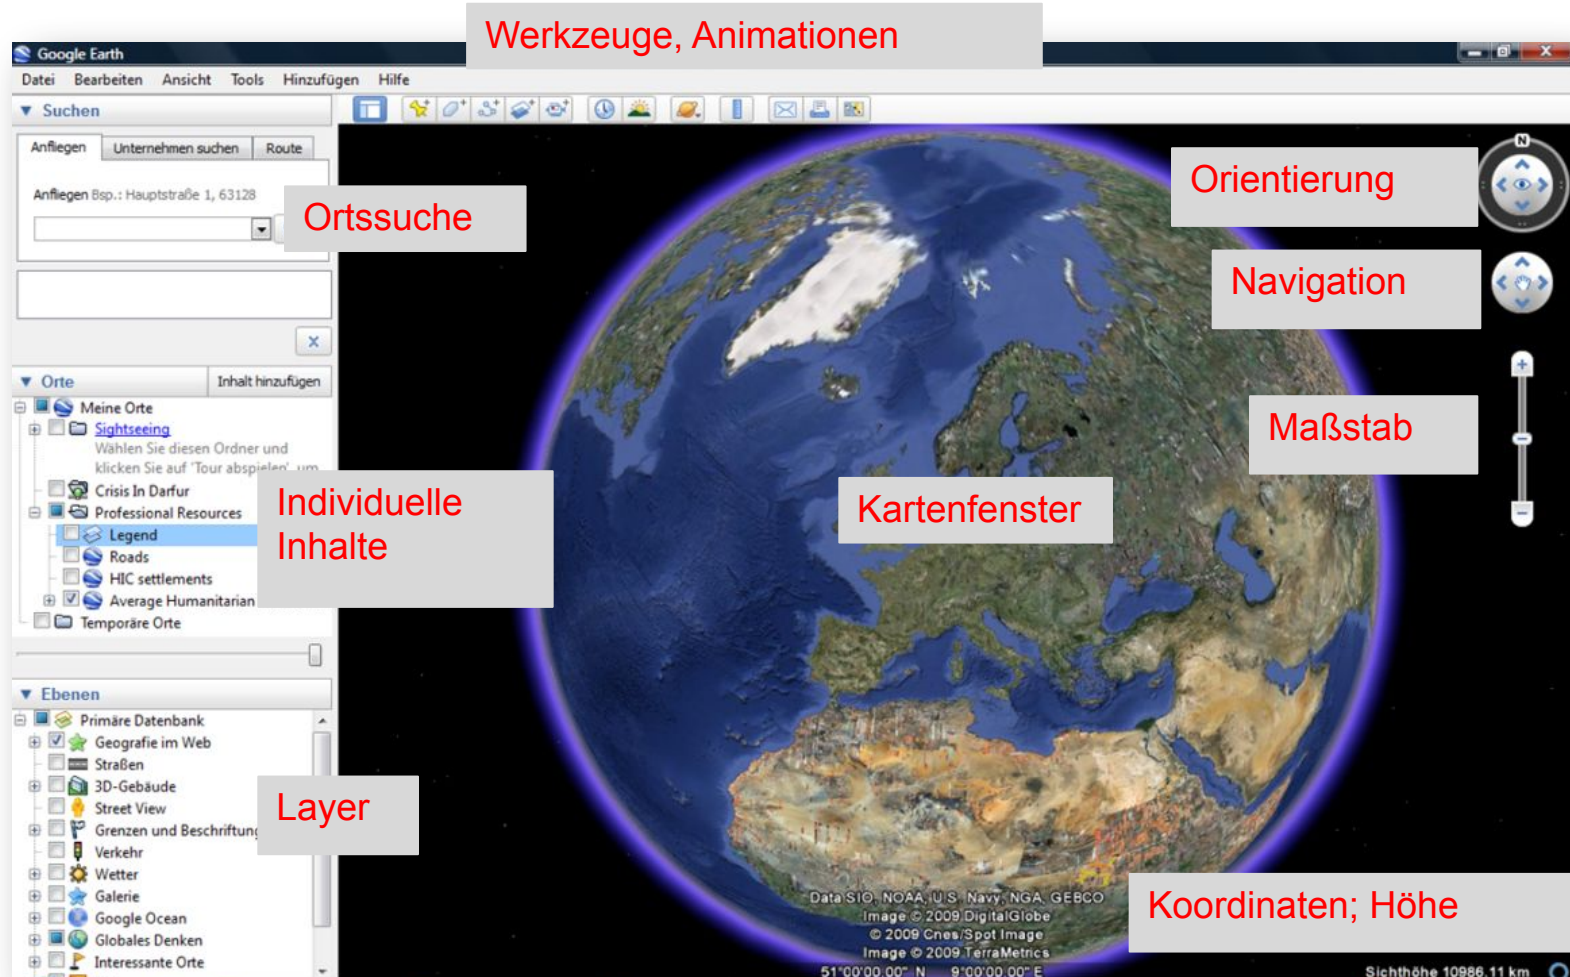 Werkzeuge, Animationen
Google Earth
Datei Bearbeiten Ansicht Tools Hinzufügen Hilfe
Suchen
Anfliegen Unternehmen suchen Route
Anfliegen Bsp.: Hauptstraße 1, 63128
Ortssuche
Orte Inhalt hinzufügen
Meine Orte
Sightseeing
Wählen Sie diesen Ordner und
klicken Sie auf 'Tour abspielen', um
Crisis In Darfur
Professional Resources
Legend
Roads
HIC settlements
Average Humanitarian
Temporäre Orte
Individuelle
Inhalte
Ebenen
Primäre Datenbank
Geografie im Web
Straßen
3D-Gebäude
Street View
Grenzen und Beschriftung
Verkehr
Wetter
Galerie
Google Ocean
Globales Denken
Interessante Orte
Layer
Kartenfenster
N
Orientierung
Navigation
Maßstab
Koordinaten; Höhe
Data SIO, NOAA, U.S. Navy, NGA, GEBCO
Image © 2009 DigitalGlobe
© 2009 Cnes/Spot Image
Image © 2009 TerraMetrics
51°00'00.00" N 9°00'00.00" E
Sichthöhe 10986.11 km